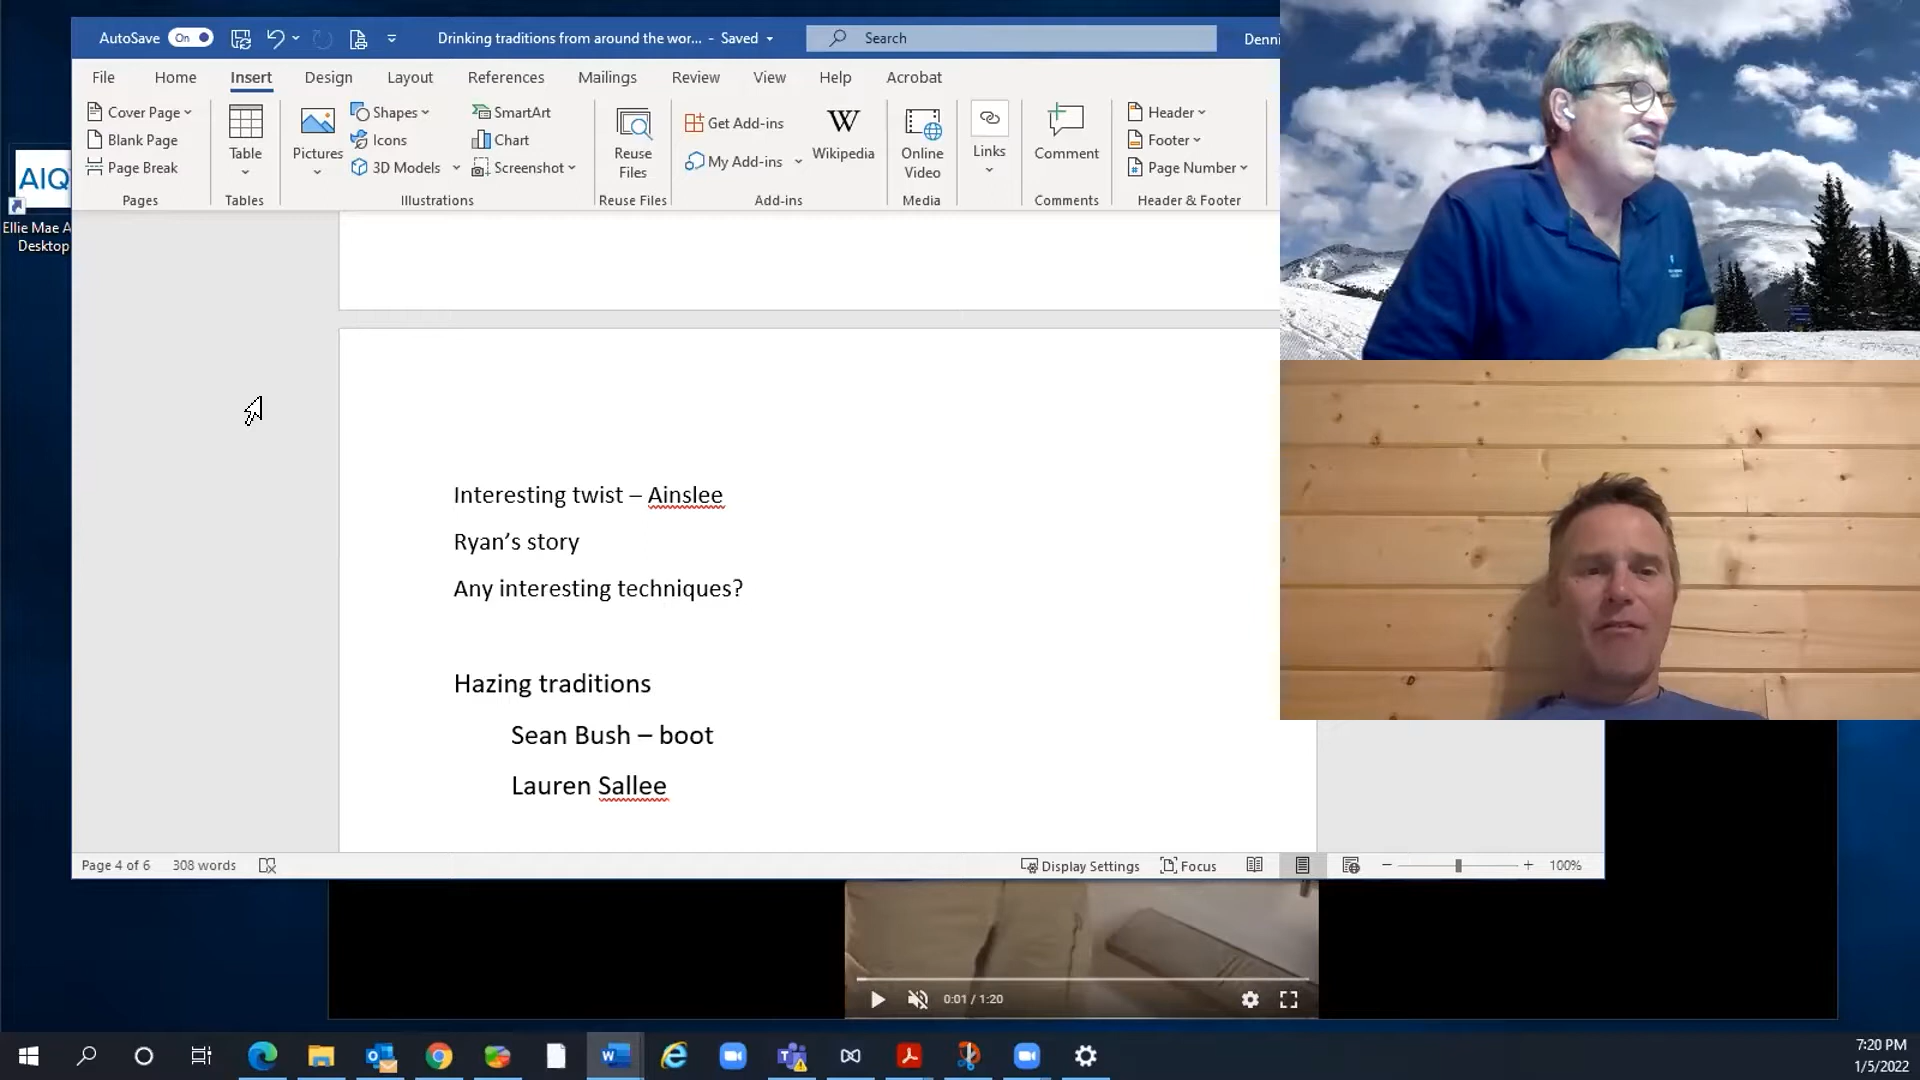 AutoSave On Drinking traditions from around the wor... - Saved Search Denni
File Home Insert Design Layout References Mailings Review View Help Acrobat
Cover Page
Blank Page
Page Break
Pages
Table
Tables
Pictures
Shapes
Icons
3D Models
SmartArt
Chart
Screenshot
Illustrations
Reuse
Files
Reuse Files
Get Add-ins
My Add-ins
Wikipedia
Add-ins
Online
Video
Media
Links
Comment
Comments
Header
Footer
Page Number
Header & Footer
AIQ
Ellie Mae A
Desktop
Interesting twist – Ainslee
Ryan’s story
Any interesting techniques?
Hazing traditions
Sean Bush – boot
Lauren Sallee
Page 4 of 6 308 words Display Settings Focus 100%
0:01 / 1:20
7:20 PM
1/5/2022